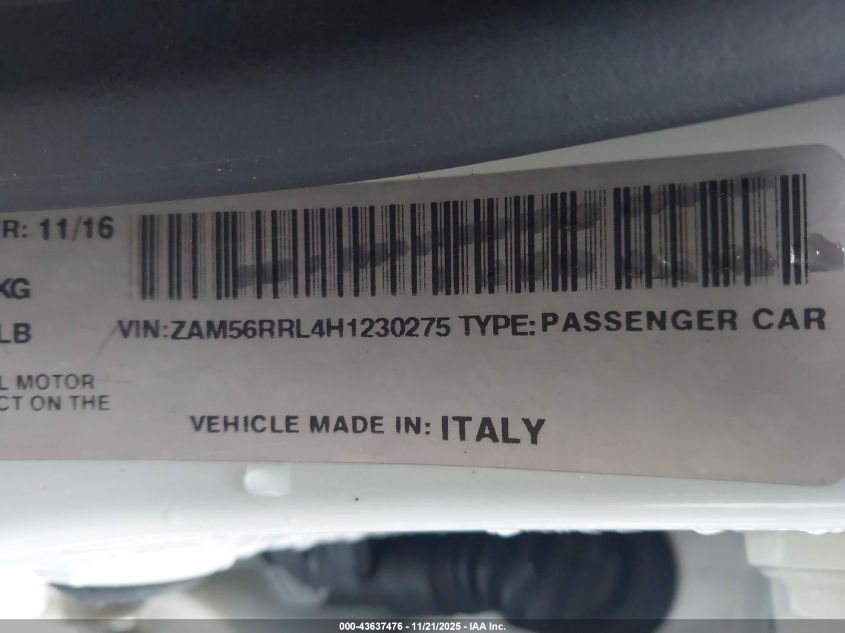 R: 11/16
KG
LB
VIN:ZAM56RRL4H1230275 TYPE:PASSENGER CAR
L MOTOR
CT ON THE
VEHICLE MADE IN: ITALY
000-43637476 - 11/21/2025 - IAA Inc.